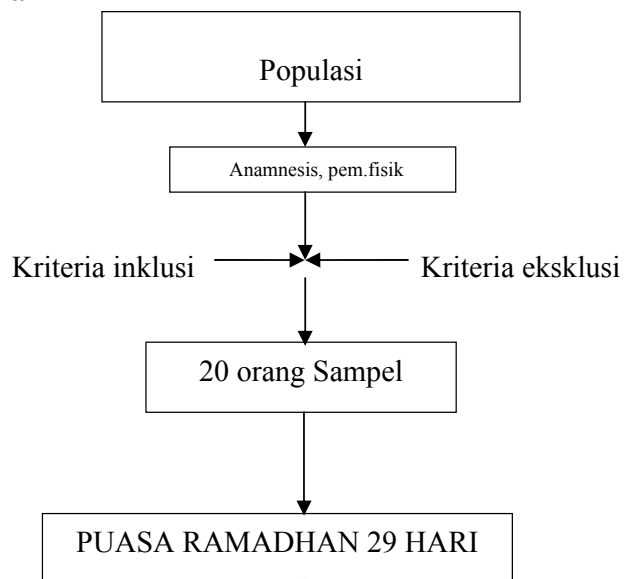 Populasi
Anamnesis, pem.fisik
Kriteria inklusi
Kriteria eksklusi
20 orang Sampel
PUASA RAMADHAN 29 HARI